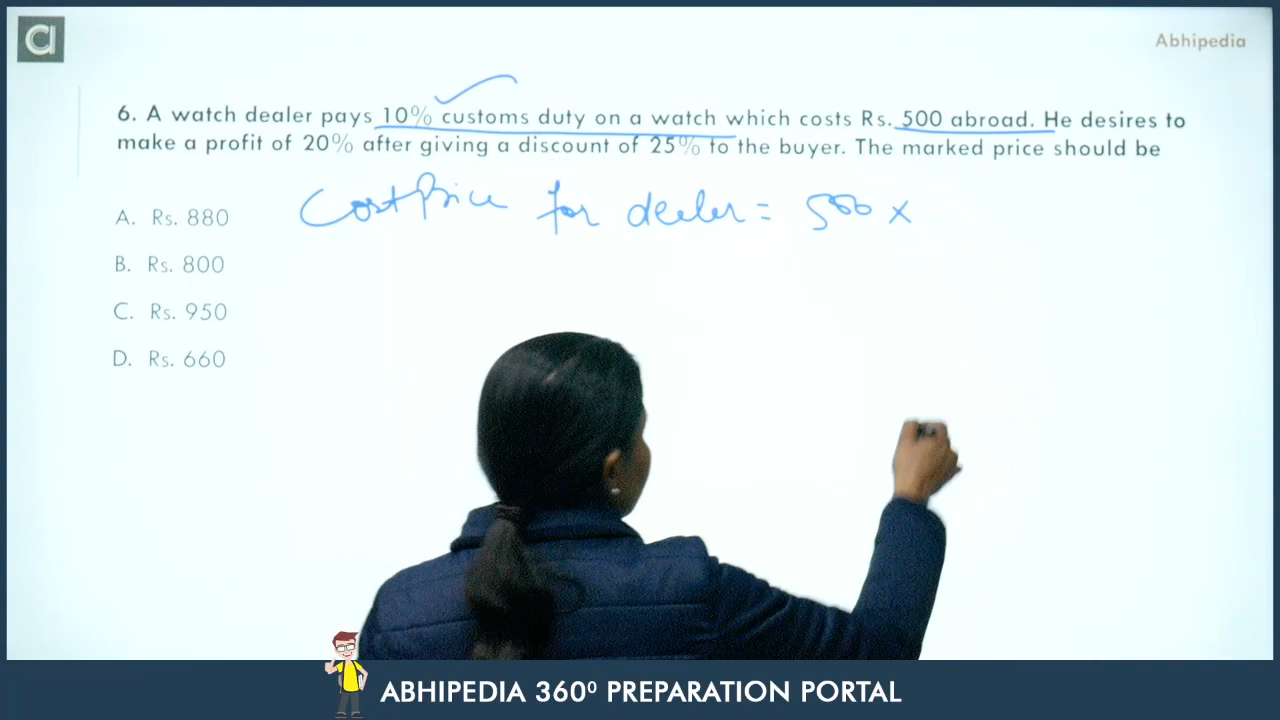 Abhipedia
6. A watch dealer pays 10% customs duty on a watch which costs Rs. 500 abroad. He desires to
make a profit of 20% after giving a discount of 25% to the buyer. The marked price should be
Cost Price for dealer = 500 ×
A. Rs. 880
B. Rs. 800
C. Rs. 950
D. Rs. 660
ABHIPEDIA 360⁰ PREPARATION PORTAL